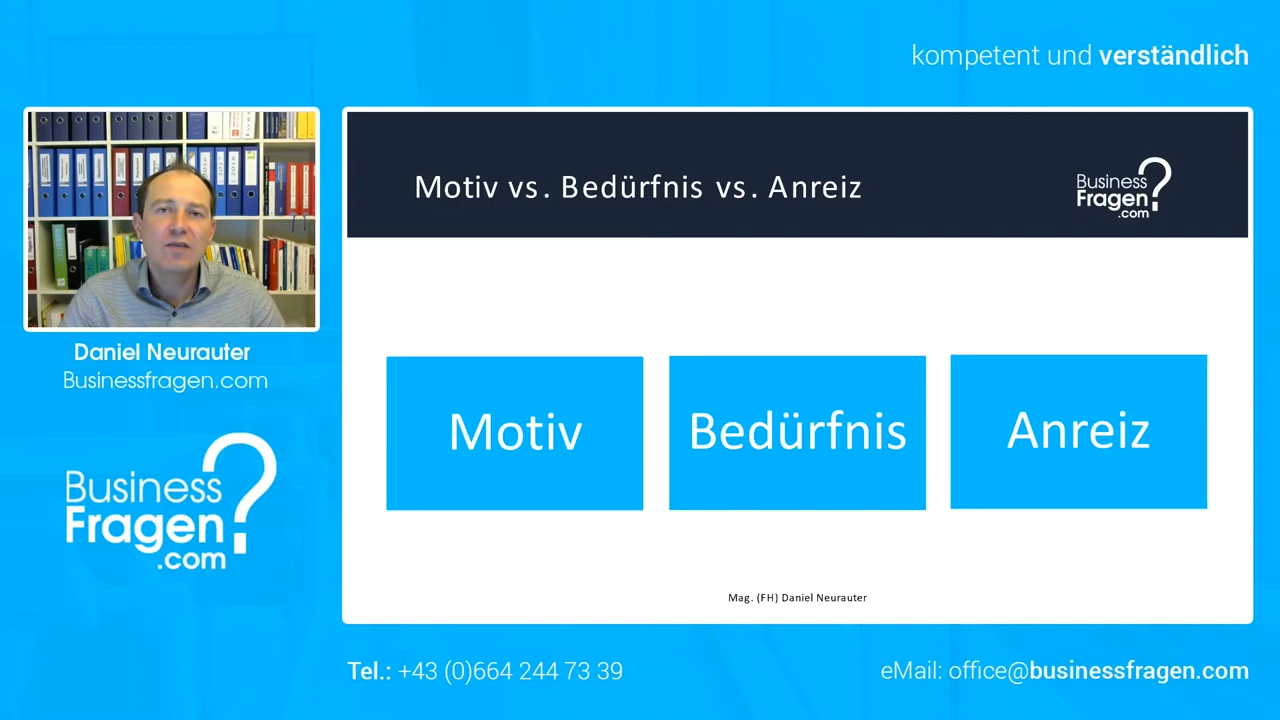 kompetent und verständlich
Motiv vs. Bedürfnis vs. Anreiz
Business
Fragen
.com
Daniel Neurauter
Businessfragen.com
Business
Fragen
.com
Motiv
Bedürfnis
Anreiz
Mag. (FH) Daniel Neurauter
Tel.: +43 (0)664 244 73 39
eMail: office@businessfragen.com